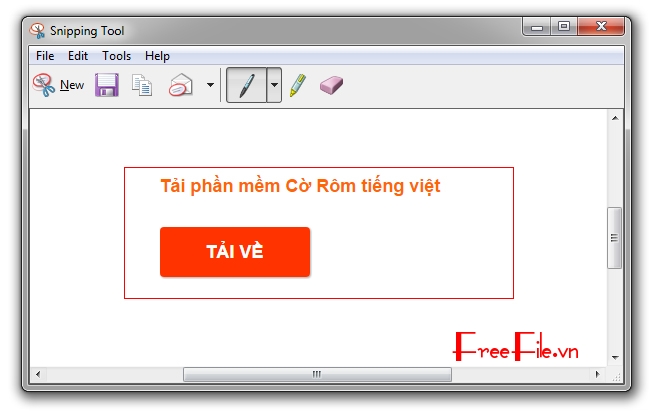 Snipping Tool
File Edit Tools Help
New
Tải phần mềm Cờ Rôm tiếng việt
TẢI VỀ
FreeFile.vn